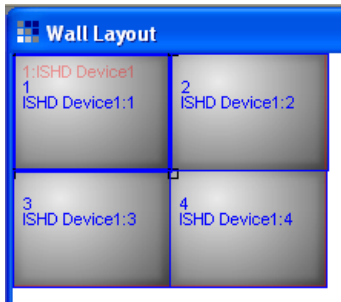 Wall Layout
1:ISHD Device1
1
ISHD Device1:1
2
ISHD Device1:2
3
ISHD Device1:3
4
ISHD Device1:4